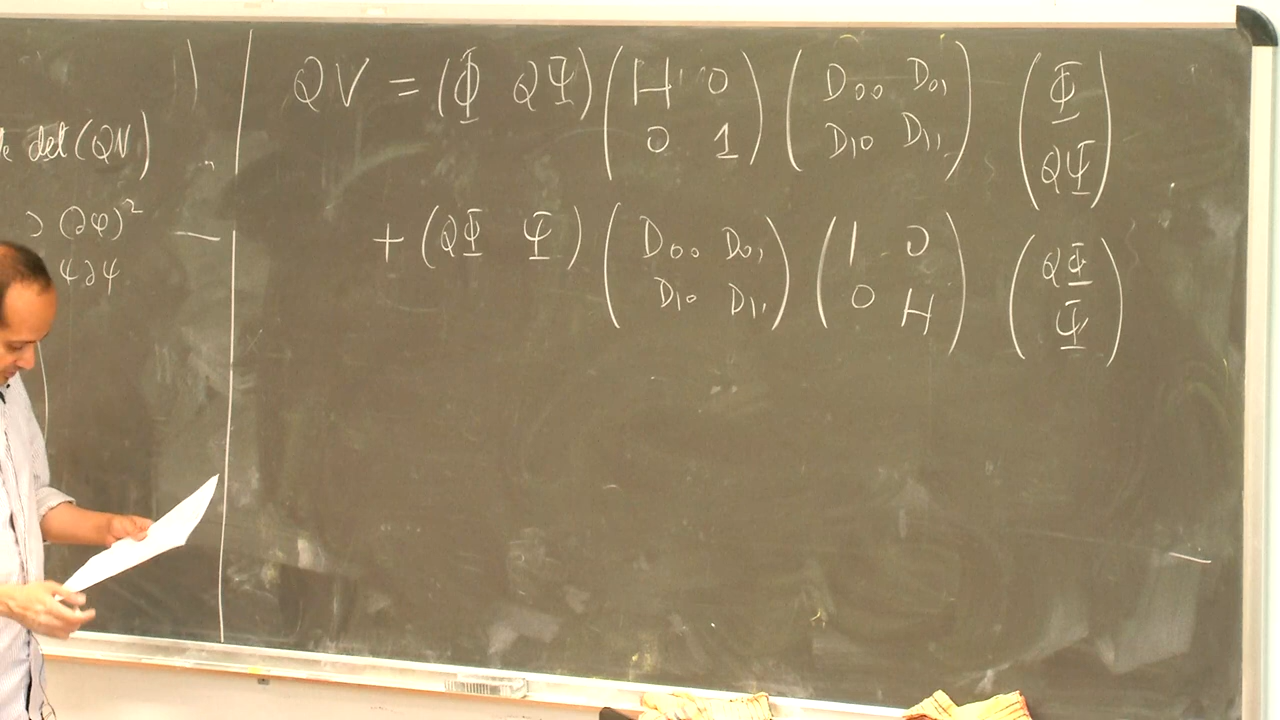 det(QV)
(∂φ)²
ψ∂ψ
QV = (Φ QΨ) (H 0 / 0 1) (D₀₀ D₀₁ / D₁₀ D₁₁) (Φ / QΨ)
+ (QΦ Ψ) (D₀₀ D₀₁ / D₁₀ D₁₁) (1 0 / 0 H) (QΦ / Ψ)